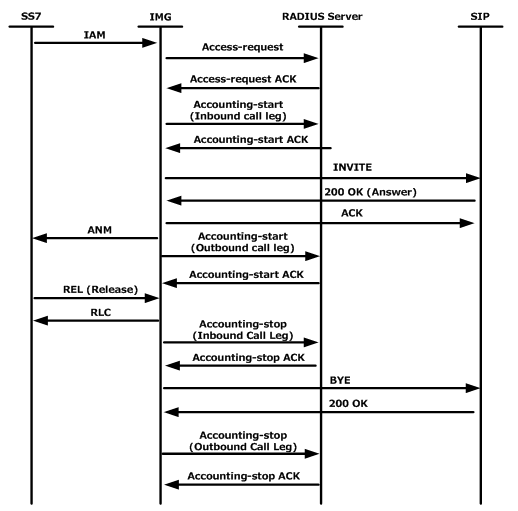 SS7 IMG RADIUS Server SIP
IAM
Access-request
Access-request ACK
Accounting-start
(Inbound call leg)
Accounting-start ACK
INVITE
200 OK (Answer)
ACK
ANM
Accounting-start
(Outbound call leg)
Accounting-start ACK
REL (Release)
RLC
Accounting-stop
(Inbound Call Leg)
Accounting-stop ACK
BYE
200 OK
Accounting-stop
(Outbound Call Leg)
Accounting-stop ACK